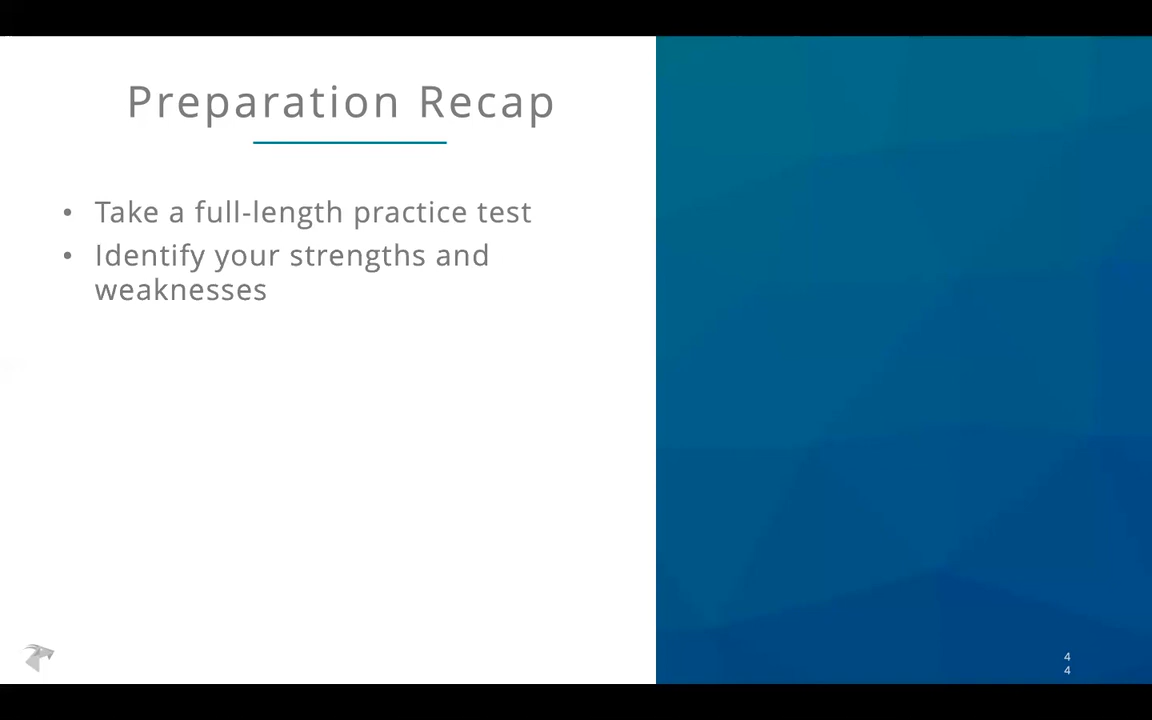 Preparation Recap
• Take a full-length practice test
• Identify your strengths and
weaknesses
4
4